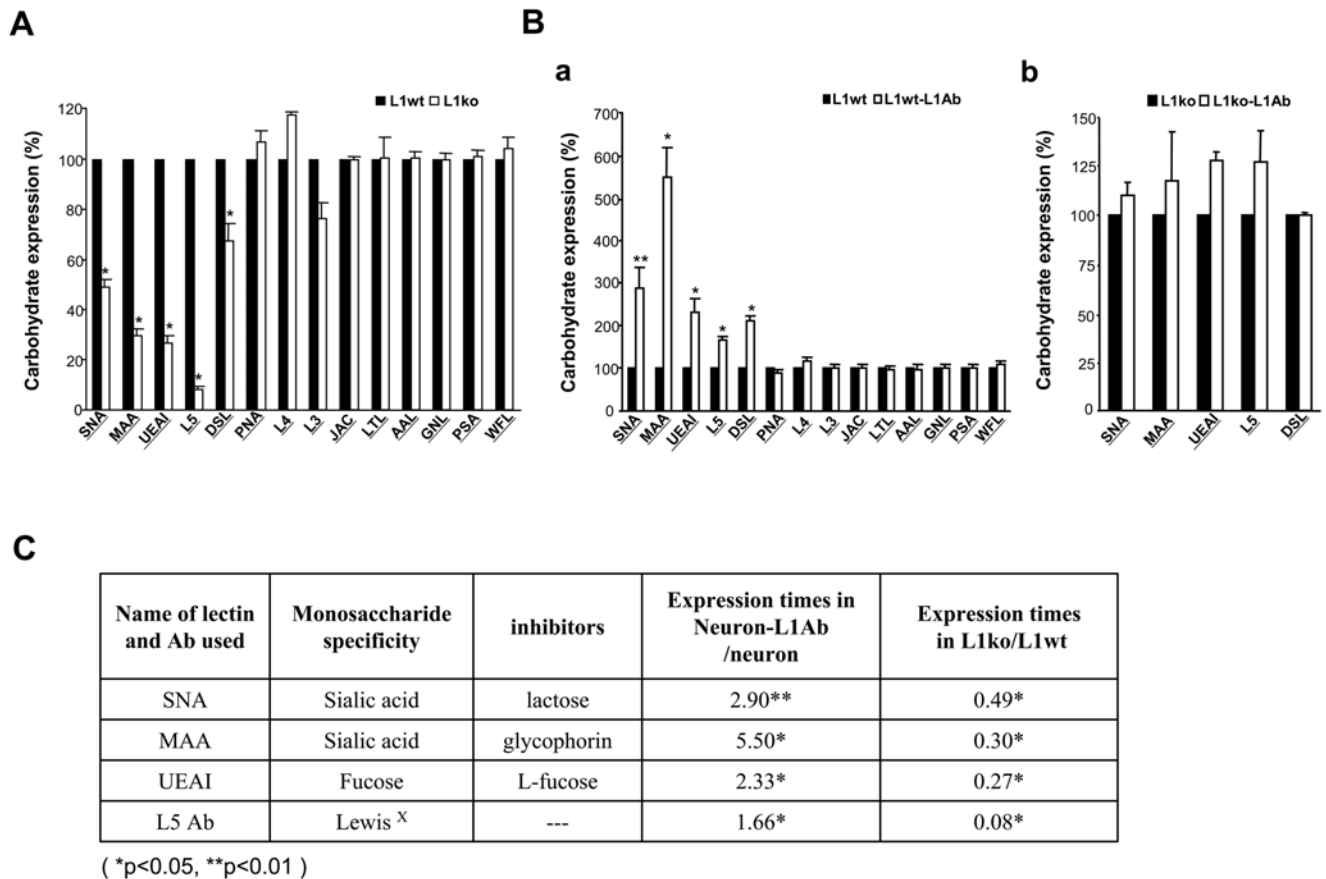 A
B
a
b
L1wt L1ko
L1wt L1wt-L1Ab
L1ko L1ko-L1Ab
Carbohydrate expression (%)
120
100
80
60
40
20
0
* * * * *
SNA MAA UEAI L5 DSL PNA L4 L3 JAC LTL AAL GNL PSA WFL
Carbohydrate expression (%)
700
600
500
400
300
200
100
0
** * * * *
SNA MAA UEAI L5 DSL PNA L4 L3 JAC LTL AAL GNL PSA WFL
Carbohydrate expression (%)
150
125
100
75
50
25
0
SNA MAA UEAI L5 DSL
C
Name of lectin
and Ab used
Monosaccharide
specificity
inhibitors
Expression times in
Neuron-L1Ab
/neuron
Expression times
in L1ko/L1wt
SNA Sialic acid lactose 2.90** 0.49*
MAA Sialic acid glycophorin 5.50* 0.30*
UEAI Fucose L-fucose 2.33* 0.27*
L5 Ab Lewis X --- 1.66* 0.08*
( *p<0.05, **p<0.01 )